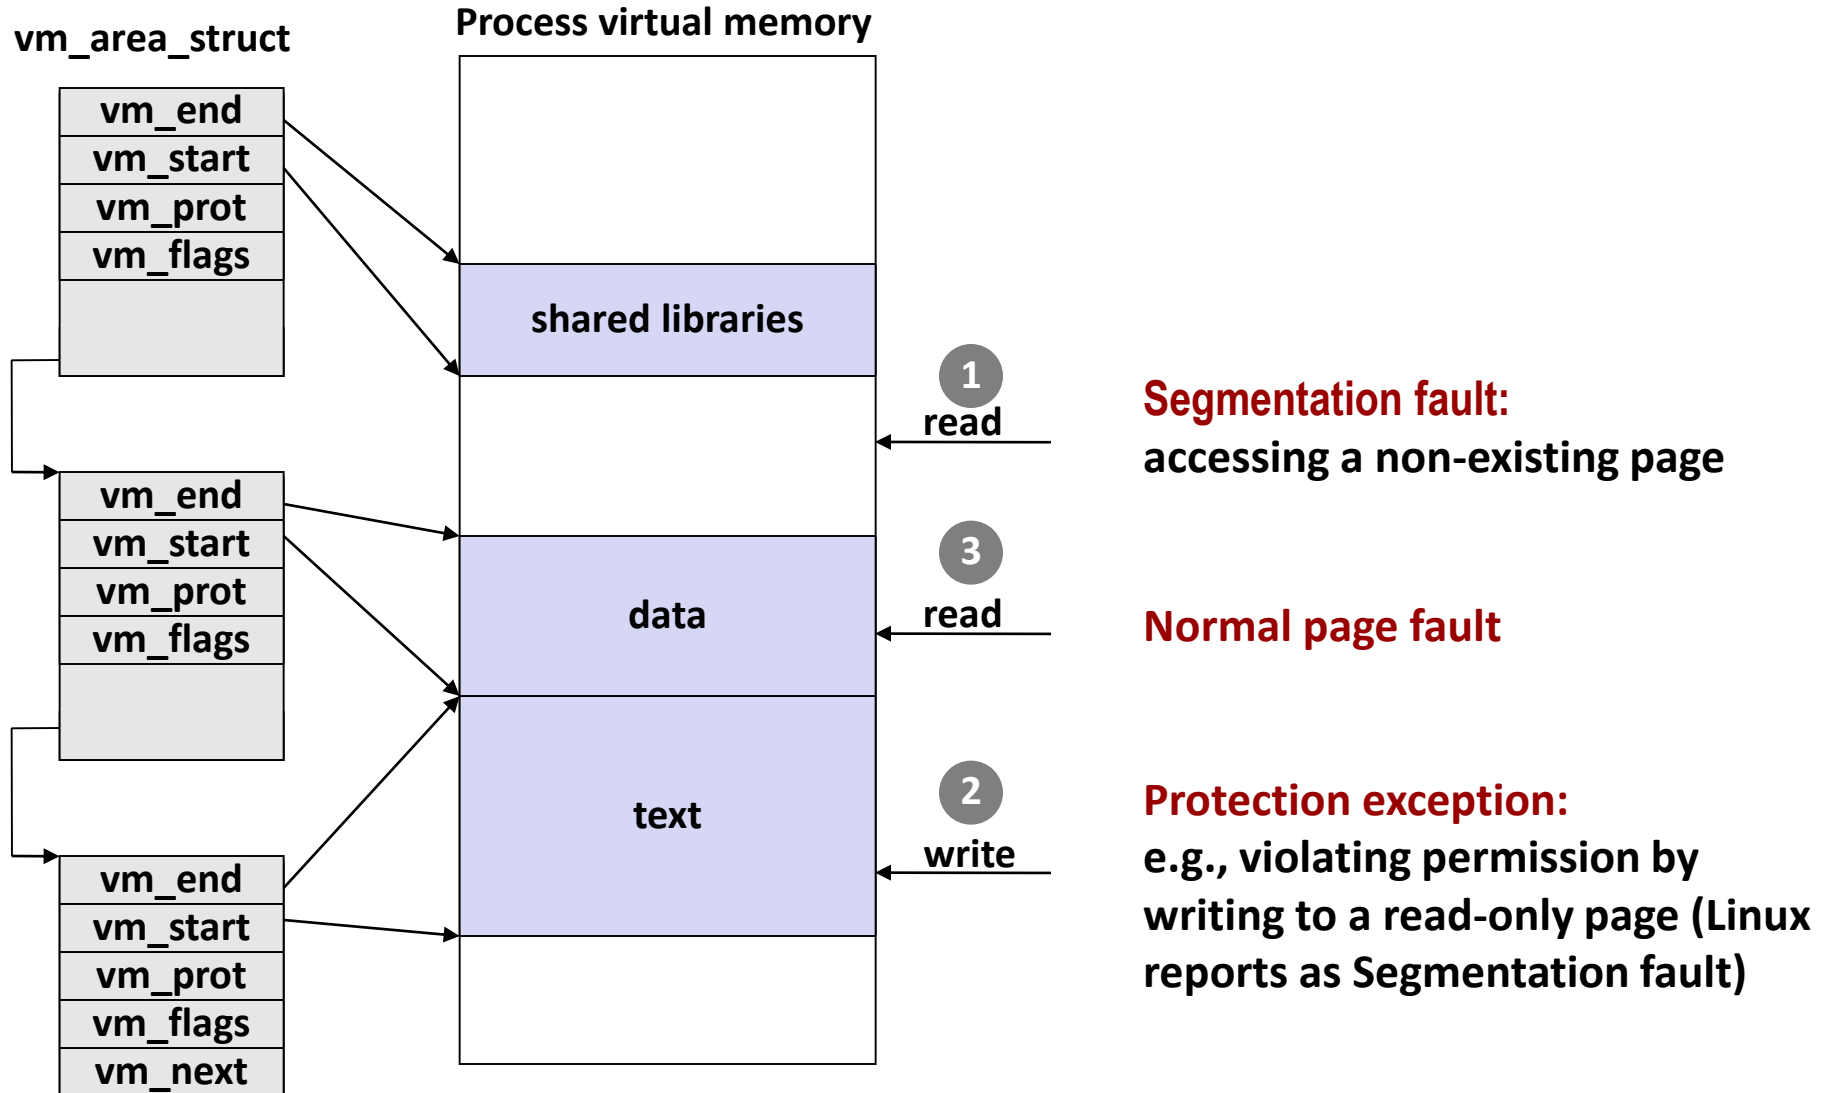 vm_area_struct
vm_end
vm_start
vm_prot
vm_flags
vm_end
vm_start
vm_prot
vm_flags
vm_end
vm_start
vm_prot
vm_flags
vm_next
Process virtual memory
shared libraries
data
text
1
read
Segmentation fault:
accessing a non-existing page
3
read
Normal page fault
2
write
Protection exception:
e.g., violating permission by
writing to a read-only page (Linux
reports as Segmentation fault)